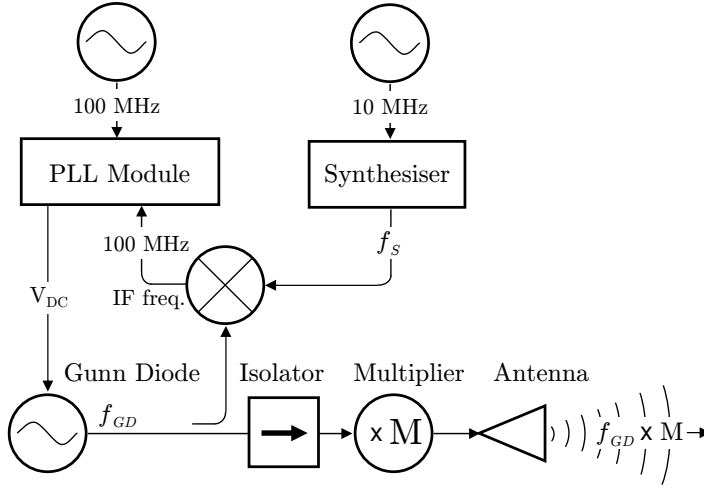 100 MHz
10 MHz
PLL Module
Synthesiser
100 MHz
f_S
V_DC
IF freq.
Gunn Diode
Isolator
Multiplier
Antenna
f_GD
x M
f_GD x M